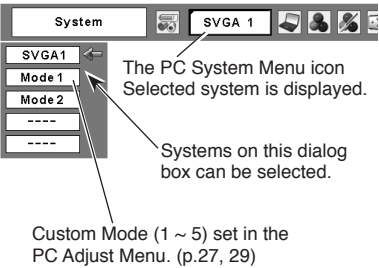 System
SVGA 1
SVGA1
Mode 1
Mode 2
----
----
The PC System Menu icon
Selected system is displayed.
Systems on this dialog
box can be selected.
Custom Mode (1 ~ 5) set in the
PC Adjust Menu. (p.27, 29)